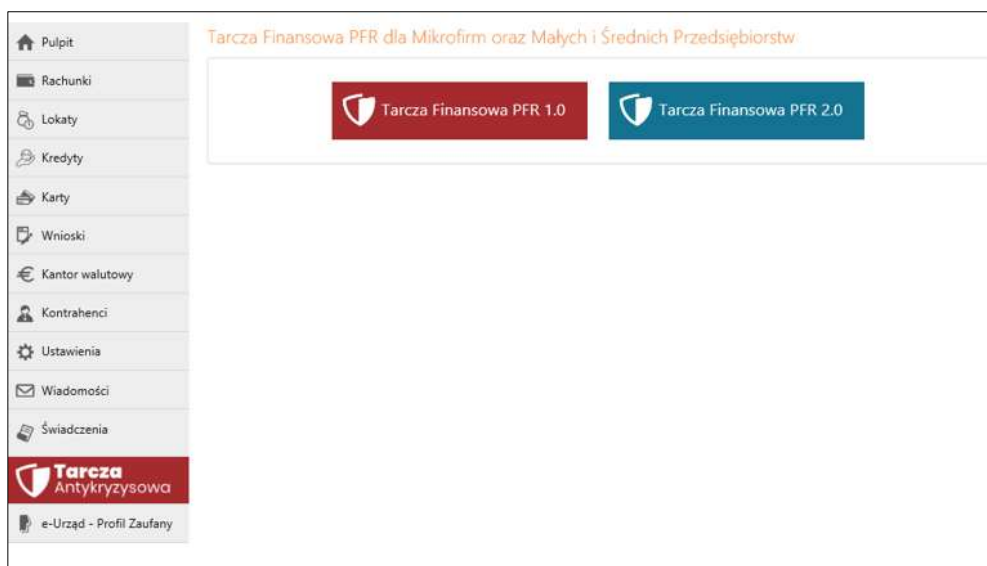 Pulpit
Rachunki
Lokaty
Kredyty
Karty
Wnioski
Kantor walutowy
Kontrahenci
Ustawienia
Wiadomości
Świadczenia
Tarcza
Antykryzysowa
e-Urząd - Profil Zaufany
Tarcza Finansowa PFR dla Mikrofirm oraz Małych i Średnich Przedsiębiorstw
Tarcza Finansowa PFR 1.0
Tarcza Finansowa PFR 2.0